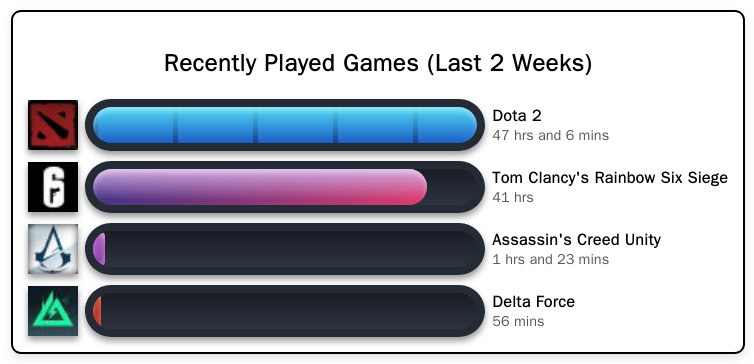 Recently Played Games (Last 2 Weeks)
Dota 2
47 hrs and 6 mins
Tom Clancy's Rainbow Six Siege
41 hrs
Assassin's Creed Unity
1 hrs and 23 mins
Delta Force
56 mins